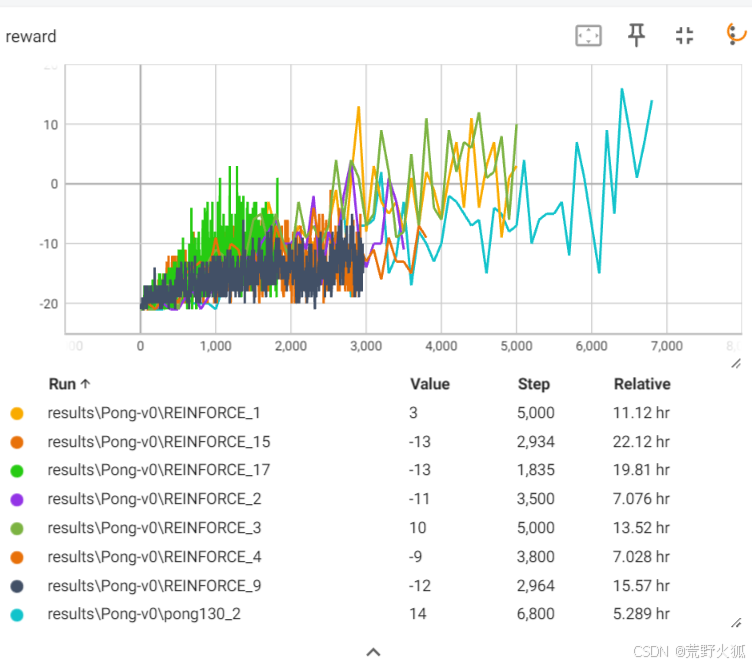 reward
10
0
-10
-20
0 1,000 2,000 3,000 4,000 5,000 6,000 7,000
Run ↑ Value Step Relative
results\Pong-v0\REINFORCE_1 3 5,000 11.12 hr
results\Pong-v0\REINFORCE_15 -13 2,934 22.12 hr
results\Pong-v0\REINFORCE_17 -13 1,835 19.81 hr
results\Pong-v0\REINFORCE_2 -11 3,500 7.076 hr
results\Pong-v0\REINFORCE_3 10 5,000 13.52 hr
results\Pong-v0\REINFORCE_4 -9 3,800 7.028 hr
results\Pong-v0\REINFORCE_9 -12 2,964 15.57 hr
results\Pong-v0\pong130_2 14 6,800 5.289 hr
CSDN @荒野火狐